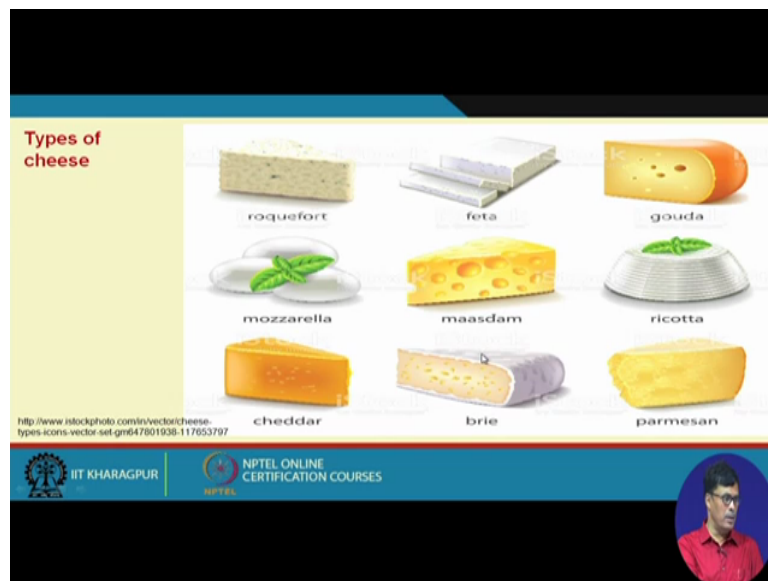 Types of
cheese
roquefort
feta
gouda
mozzarella
maasdam
ricotta
cheddar
brie
parmesan
http://www.istockphoto.com/in/vector/cheese-
types-icons-vector-set-gm647801938-117653797
IIT KHARAGPUR
NPTEL
NPTEL ONLINE
CERTIFICATION COURSES